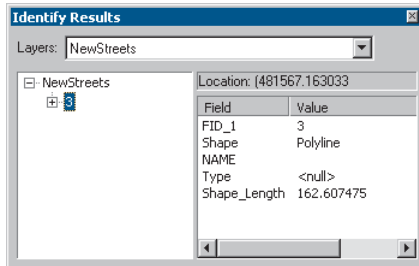 Identify Results
Layers: NewStreets
NewStreets
3
Location: (481567.163033
Field Value
FID_1 3
Shape Polyline
NAME
Type <null>
Shape_Length 162.607475